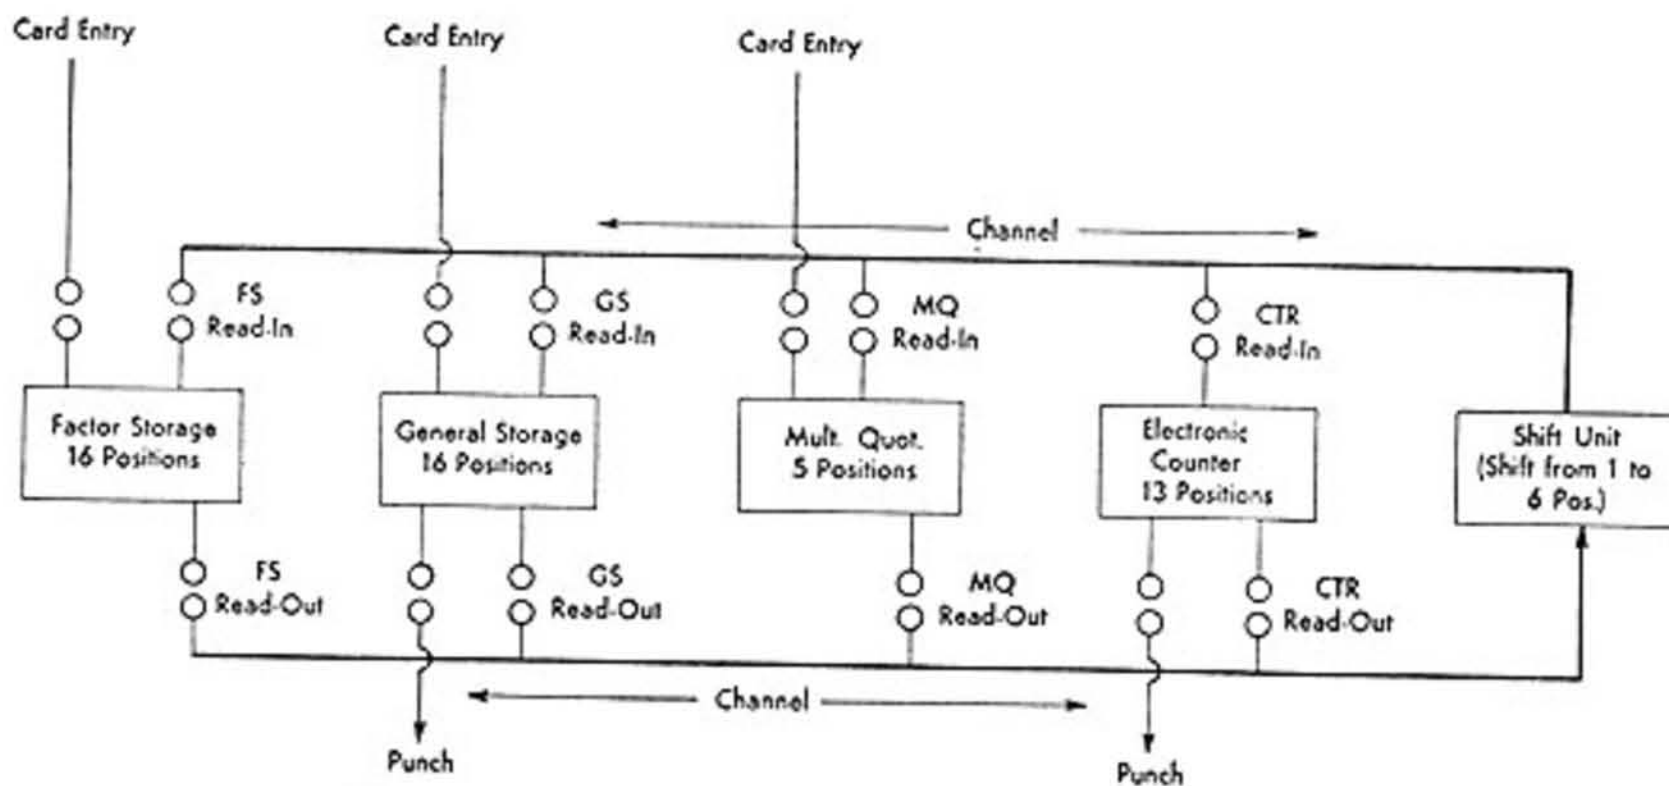 Card Entry
Card Entry
Card Entry
Channel
FS
Read-In
GS
Read-In
MQ
Read-In
CTR
Read-In
Factor Storage
16 Positions
General Storage
16 Positions
Mult. Quot.
5 Positions
Electronic
Counter
13 Positions
Shift Unit
(Shift from 1 to
6 Pos.)
FS
Read-Out
GS
Read-Out
MQ
Read-Out
CTR
Read-Out
Channel
Punch
Punch